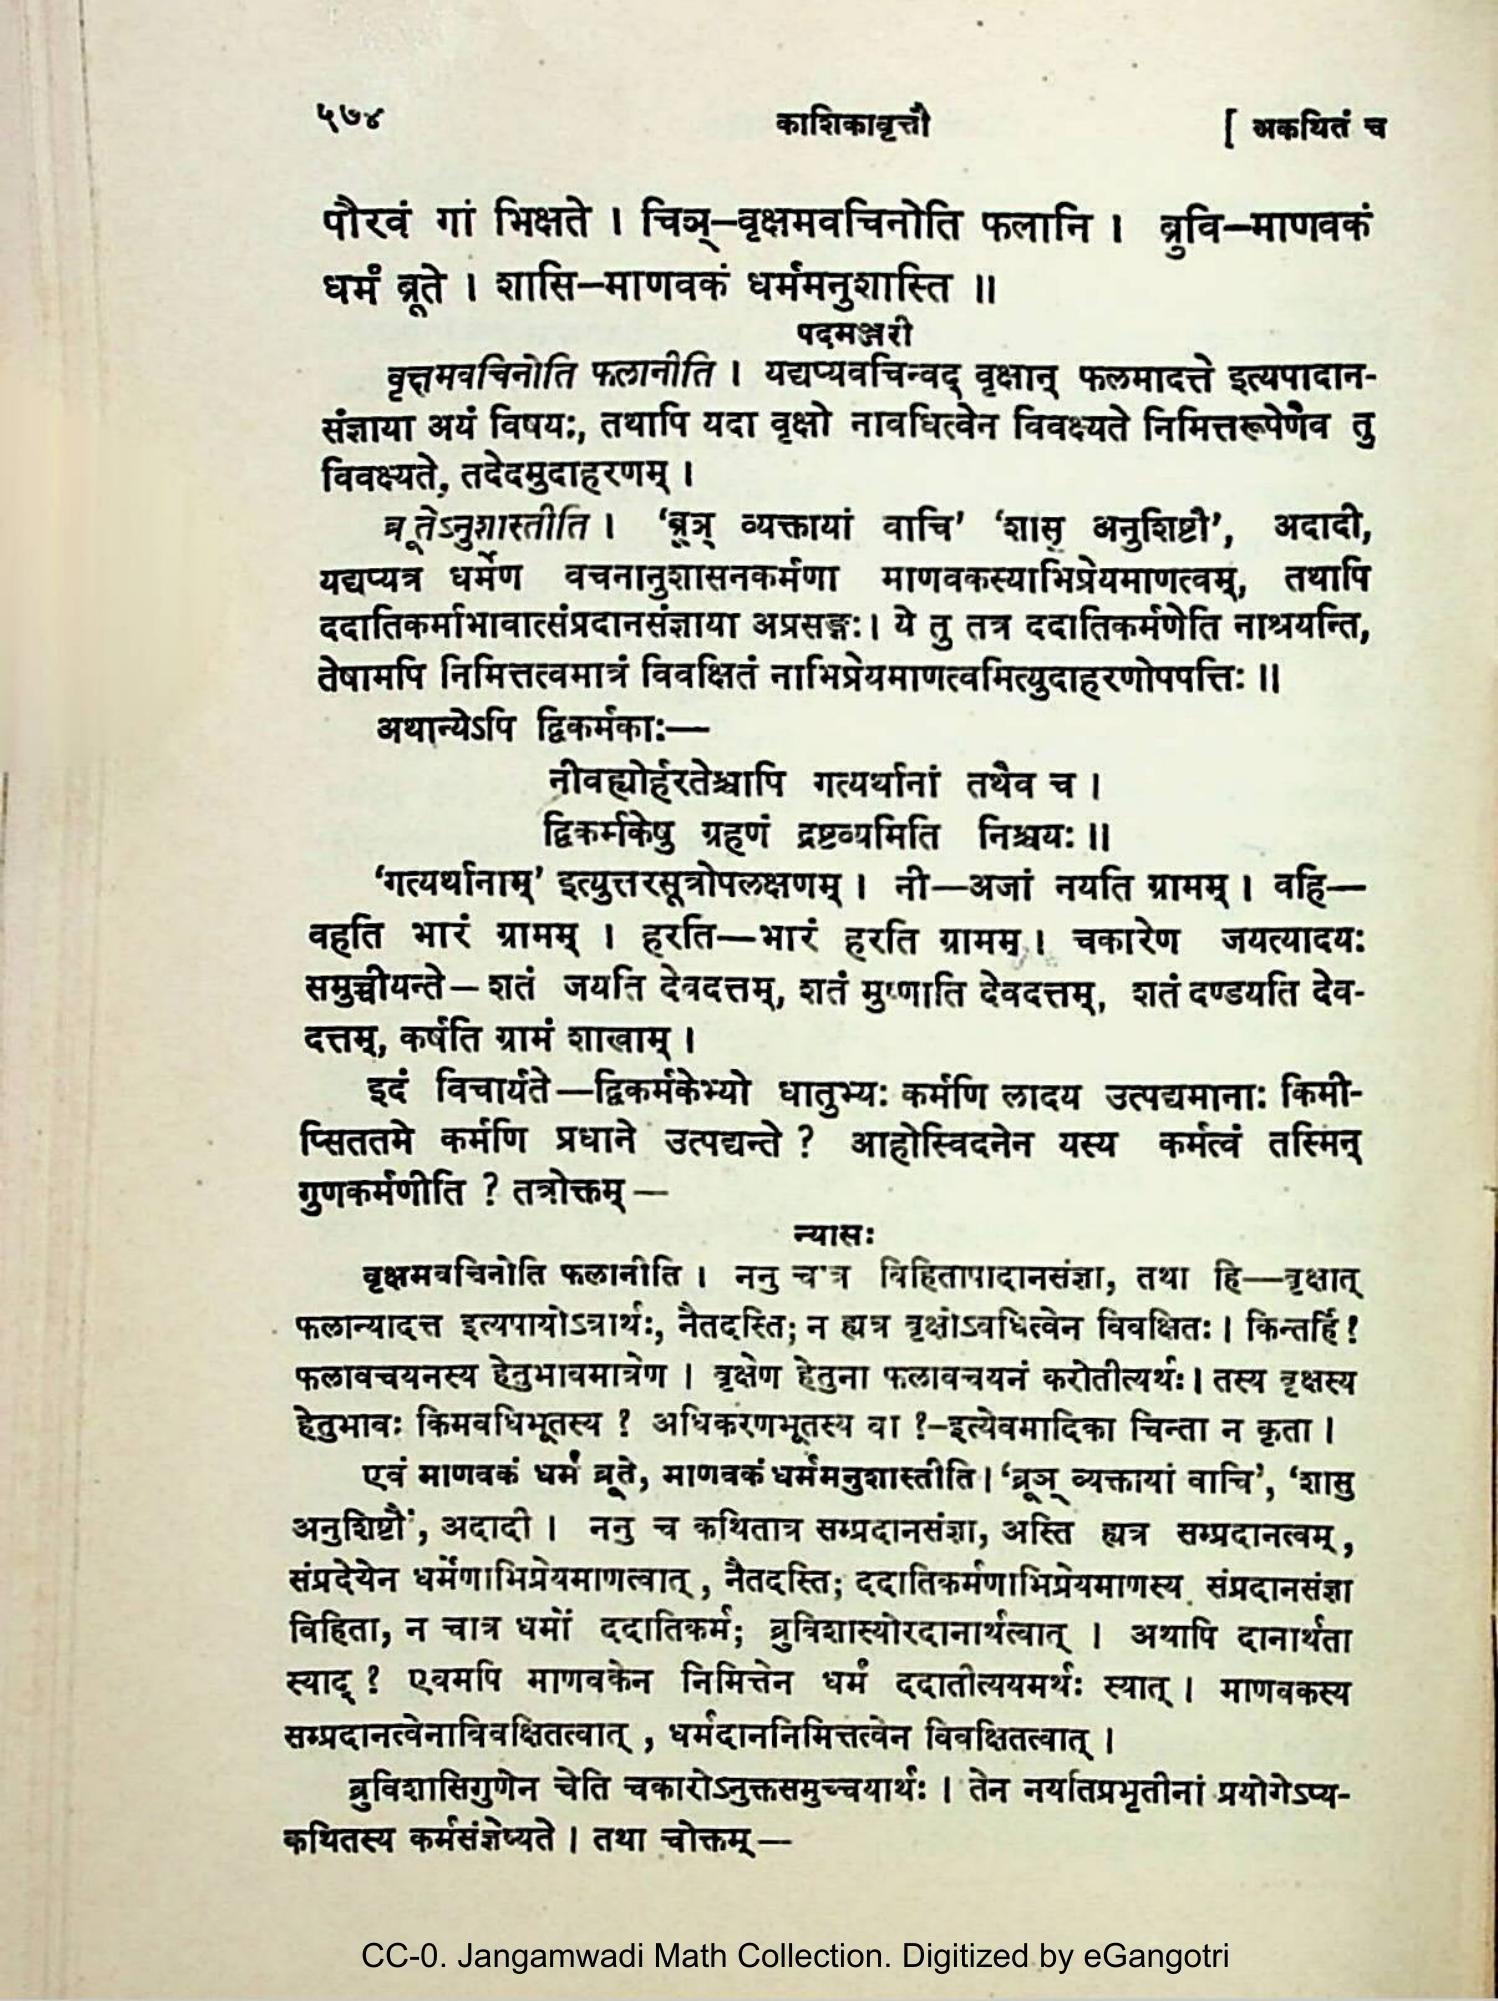 ५७४ काशिकावृत्तौ [ अकथितं च
पौरवं गां भिक्षते । चिञ्–वृक्षमवचिनोति फलानि । ब्रुवि–माणवकं
धर्मं ब्रूते । शासि–माणवकं धर्ममनुशास्ति ॥
पदमञ्जरी
वृक्षमवचिनोति फलानीति । यद्यप्यवचिन्वद् वृक्षान् फलमादत्ते इत्यपादान-
संज्ञाया अयं विषयः, तथापि यदा वृक्षो नावधित्वेन विवक्ष्यते निमित्तरूपेणैव तु
विवक्ष्यते, तदेदमुदाहरणम् ।
ब्रूतेऽनुशास्तीति । ‘ब्रूञ् व्यक्तायां वाचि’ ‘शासु अनुशिष्टौ’, अदादी,
यद्यप्यत्र धर्मेण वचनानुशासनकर्मणा माणवकस्याभिप्रेयमाणत्वम्, तथापि
ददातिकर्माभावात्संप्रदानसंज्ञाया अप्रसङ्गः। ये तु तत्र ददातिकर्मणेति नाश्रयन्ति,
तेषामपि निमित्तत्वमात्रं विवक्षितं नाभिप्रेयमाणत्वमित्युदाहरणोपपत्तिः ॥
अथान्येऽपि द्विकर्मकाः—
नीवह्योर्हरतेश्चापि गत्यर्थानां तथैव च ।
द्विकर्मकेषु ग्रहणं द्रष्टव्यमिति निश्चयः ॥
‘गत्यर्थानाम्’ इत्युत्तरसूत्रोपलक्षणम् । नी—अजां नयति ग्रामम् । वहि—
वहति भारं ग्रामम् । हरति—भारं हरति ग्रामम् । चकारेण जयत्यादयः
समुच्चीयन्ते—शतं जयति देवदत्तम्, शतं मुष्णाति देवदत्तम्, शतं दण्डयति देव-
दत्तम्, कर्षति ग्रामं शाखाम् ।
इदं विचार्यते—द्विकर्मकेभ्यो धातुभ्यः कर्मणि लादय उत्पद्यमानाः किमी-
प्सिततमे कर्मणि प्रधाने उत्पद्यन्ते ? आहोस्विदनेन यस्य कर्मत्वं तस्मिन्
गुणकर्मणीति ? तत्रोक्तम्—
न्यासः
वृक्षमवचिनोति फलानीति । ननु चात्र विहितापादानसंज्ञा, तथा हि—वृक्षात्
फलान्यादत्त इत्यपायोऽत्रार्थः, नैतदस्ति; न ह्यत्र वृक्षोऽवधित्वेन विवक्षितः। किन्तर्हि ?
फलावचयनस्य हेतुभावमात्रेण । वृक्षेण हेतुना फलावचयनं करोतीत्यर्थः। तस्य वृक्षस्य
हेतुभावः किमवधिभूतस्य ? अधिकरणभूतस्य वा ?–इत्येवमादिका चिन्ता न कृता ।
एवं माणवकं धर्मं ब्रूते, माणवकं धर्ममनुशास्तीति। ‘ब्रूञ् व्यक्तायां वाचि’, ‘शासु
अनुशिष्टौ’, अदादी । ननु च कथितात्र सम्प्रदानसंज्ञा, अस्ति ह्यत्र सम्प्रदानत्वम्,
संप्रदेयेन धर्मेणाभिप्रेयमाणत्वात्, नैतदस्ति; ददातिकर्मणाभिप्रेयमाणस्य संप्रदानसंज्ञा
विहिता, न चात्र धर्मो ददातिकर्म; ब्रुविशास्योरदानार्थत्वात् । अथापि दानार्थता
स्याद् ? एवमपि माणवकेन निमित्तेन धर्मं ददातीत्ययमर्थः स्यात् । माणवकस्य
सम्प्रदानत्वेनाविवक्षितत्वात्, धर्मदाननिमित्तत्वेन विवक्षितत्वात् ।
ब्रुविशासिगुणेन चेति चकारोऽनुक्तसमुच्चयार्थः । तेन नयतिप्रभृतीनां प्रयोगेऽप्य-
कथितस्य कर्मसंज्ञेष्यते । तथा चोक्तम्—
CC-0. Jangamwadi Math Collection. Digitized by eGangotri